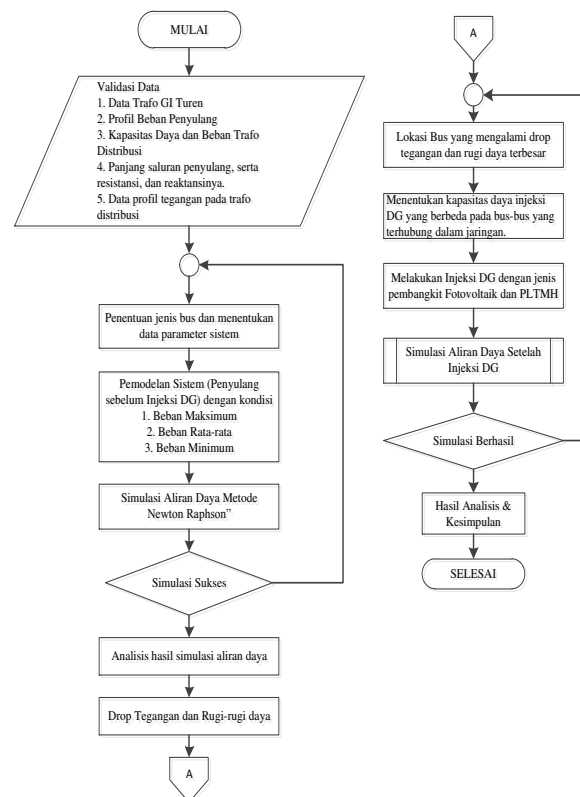 MULAI
Validasi Data
1. Data Trafo GI Turen
2. Profil Beban Penyulang
3. Kapasitas Daya dan Beban Trafo
Distribusi
4. Panjang saluran penyulang, serta
resistansi, dan reaktansinya.
5. Data profil tegangan pada trafo
distribusi
Penentuan jenis bus dan menentukan
data parameter sistem
Pemodelan Sistem (Penyulang
sebelum Injeksi DG) dengan kondisi
1. Beban Maksimum
2. Beban Rata-rata
3. Beban Minimum
Simulasi Aliran Daya Metode
Newton Raphson”
Simulasi Sukses
Analisis hasil simulasi aliran daya
Drop Tegangan dan Rugi-rugi daya
A
A
Lokasi Bus yang mengalami drop
tegangan dan rugi daya terbesar
Menentukan kapasitas daya injeksi
DG yang berbeda pada bus-bus yang
terhubung dalam jaringan.
Melakukan Injeksi DG dengan jenis
pembangkit Fotovoltaik dan PLTMH
Simulasi Aliran Daya Setelah
Injeksi DG
Simulasi Berhasil
Hasil Analisis &
Kesimpulan
SELESAI